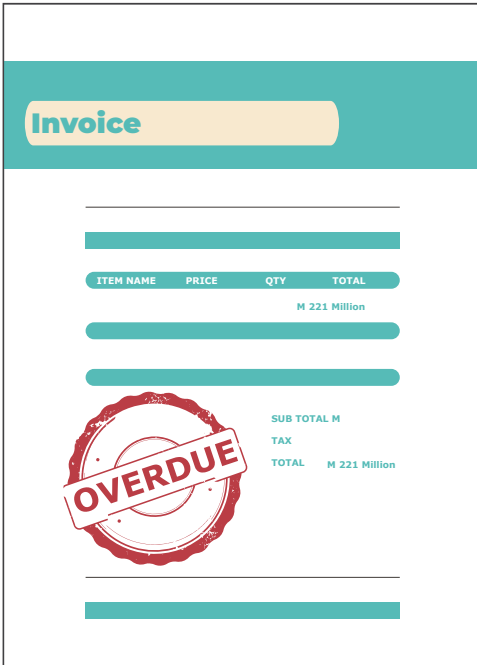 Invoice
ITEM NAME PRICE QTY TOTAL
M 221 Million
SUB TOTAL M
TAX
TOTAL M 221 Million
OVERDUE